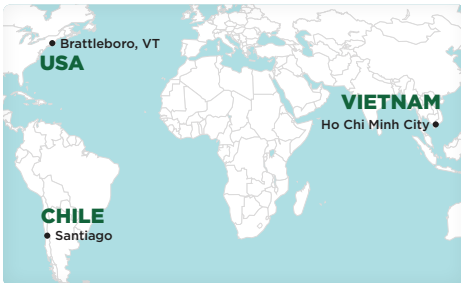 Brattleboro, VT
USA
VIETNAM
Ho Chi Minh City
CHILE
Santiago